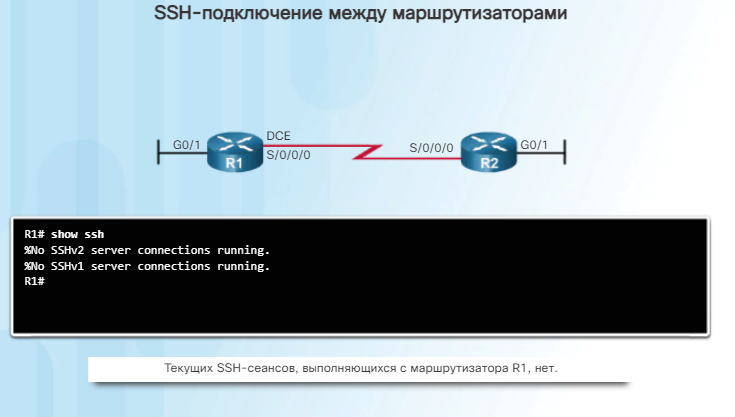 SSH-подключение между маршрутизаторами
DCE
G0/1
S/0/0/0
G0/1
R1
S/0/0/0
R2
R1# show ssh
%No SSHv2 server connections running.
%No SSHv1 server connections running.
R1#
Текущих SSH-сеансов, выполняющихся с маршрутизатора R1, нет.